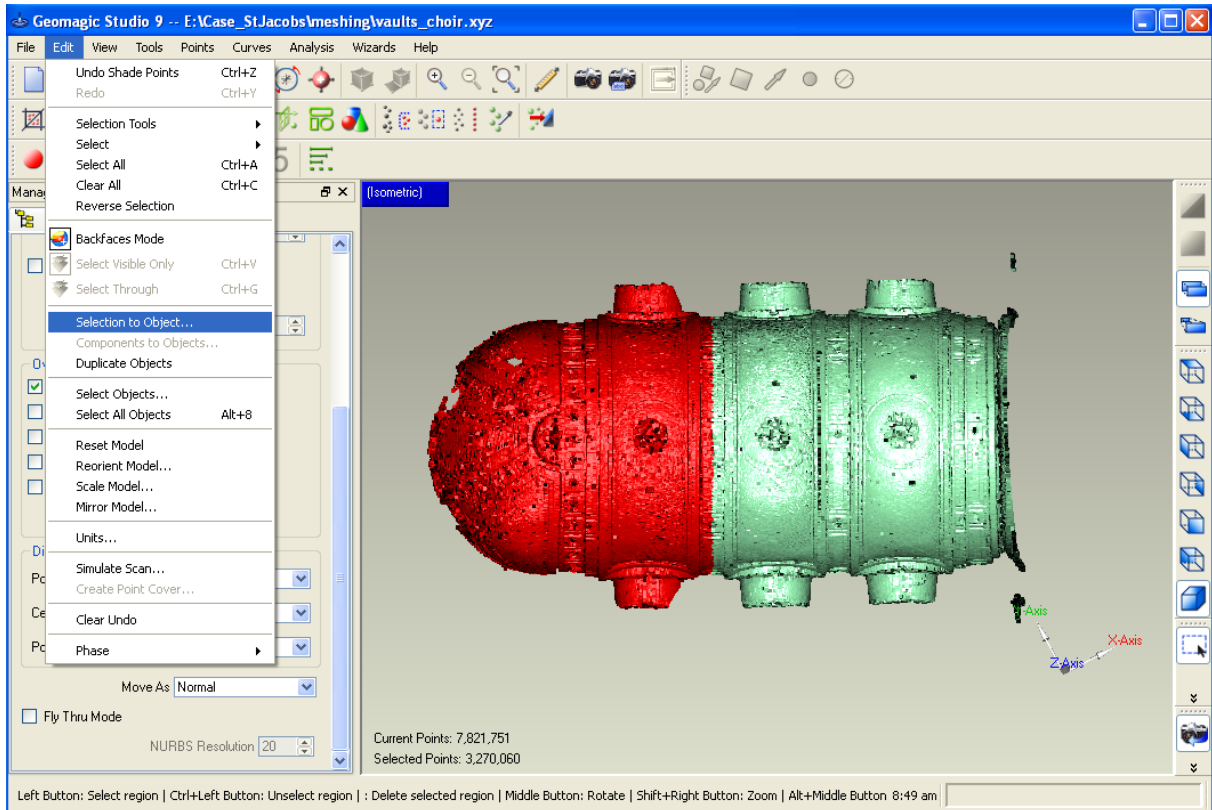 Geomagic Studio 9 -- E:\Case_StJacobs\meshing\vaults_choir.xyz
File Edit View Tools Points Curves Analysis Wizards Help
Undo Shade Points Ctrl+Z
Redo Ctrl+Y
Selection Tools
Select
Select All Ctrl+A
Clear All Ctrl+C
Reverse Selection
Backfaces Mode
Select Visible Only Ctrl+V
Select Through Ctrl+G
Selection to Object...
Components to Objects...
Duplicate Objects
Select Objects...
Select All Objects Alt+8
Reset Model
Reorient Model...
Scale Model...
Mirror Model...
Units...
Simulate Scan...
Create Point Cover...
Clear Undo
Phase
Move As Normal
Fly Thru Mode
NURBS Resolution 20
(Isometric)
X-Axis
Z-Axis
Current Points: 7,821,751
Selected Points: 3,270,060
Left Button: Select region | Ctrl+Left Button: Unselect region | : Delete selected region | Middle Button: Rotate | Shift+Right Button: Zoom | Alt+Middle Button 8:49 am